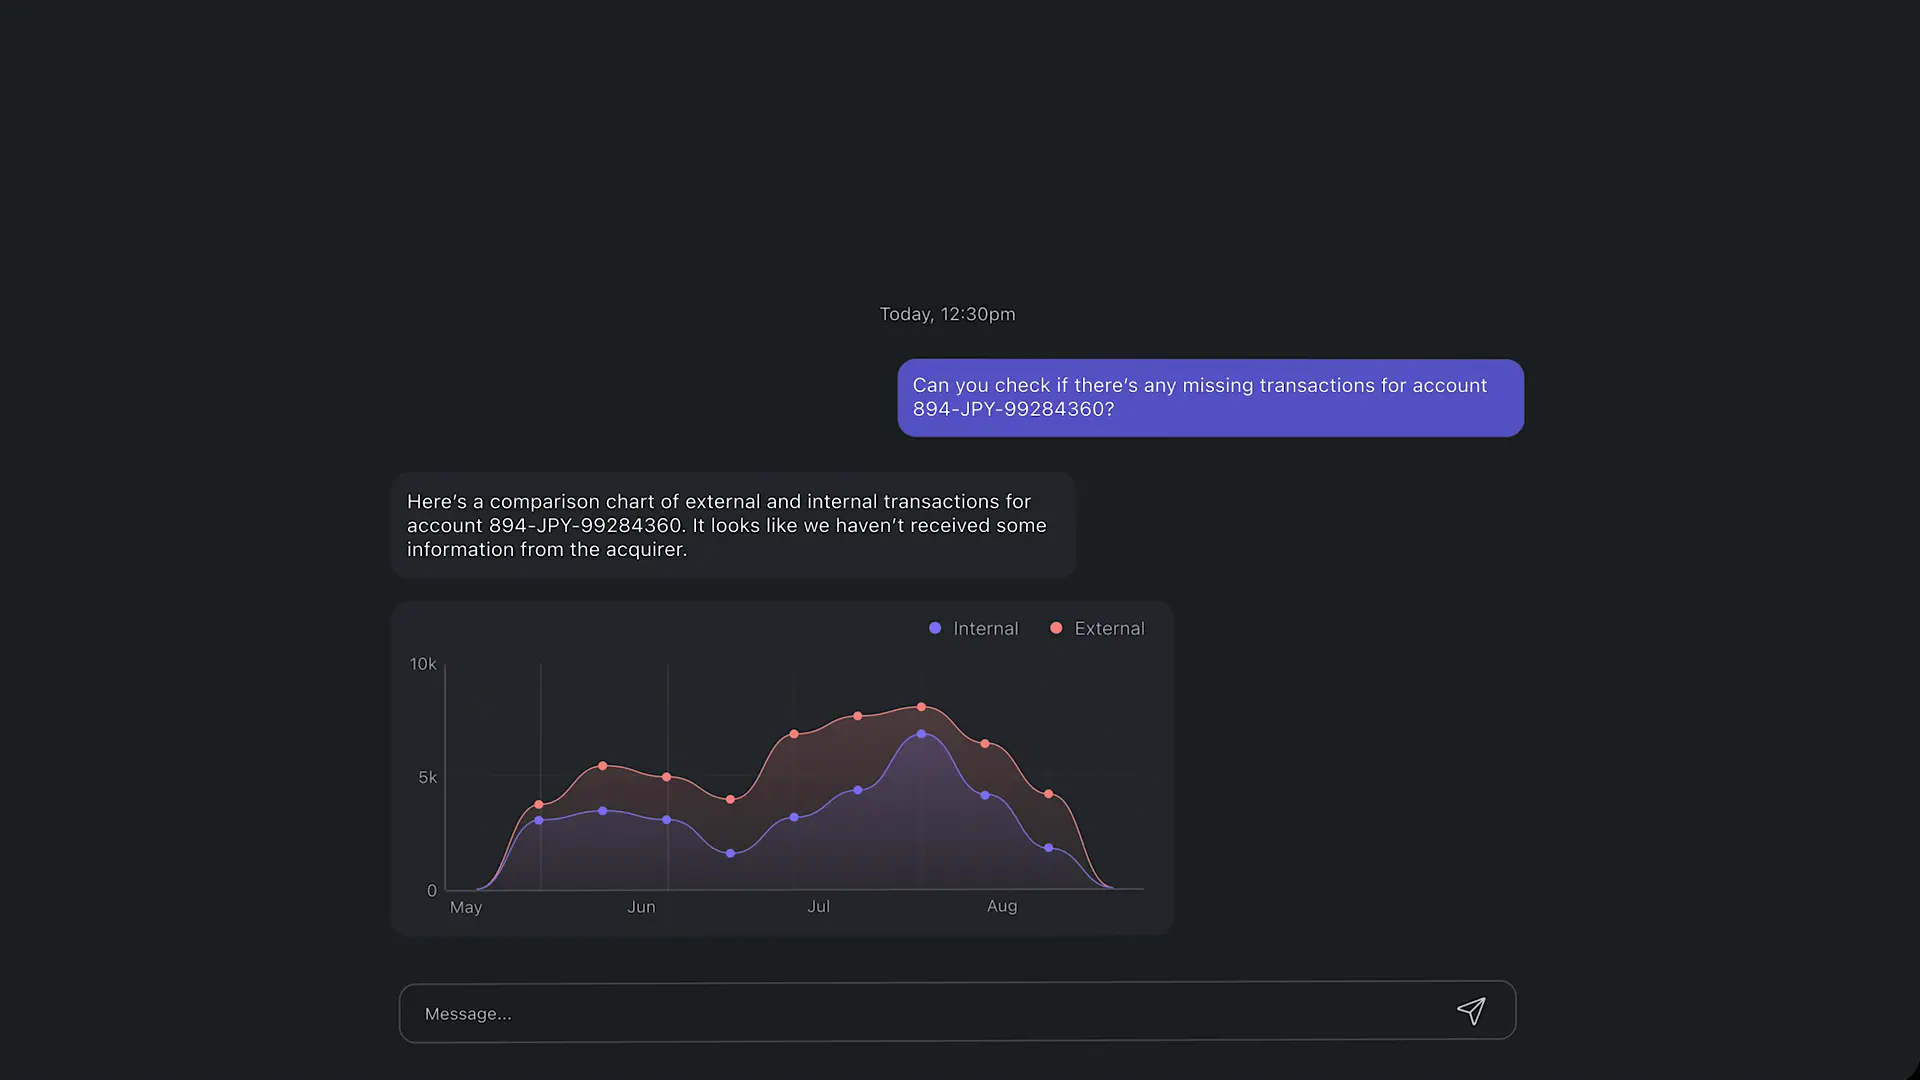 Today, 12:30pm
Can you check if there’s any missing transactions for account
894-JPY-99284360?
Here’s a comparison chart of external and internal transactions for
account 894-JPY-99284360. It looks like we haven’t received some
information from the acquirer.
Internal External
10k
5k
0
May Jun Jul Aug
Message...